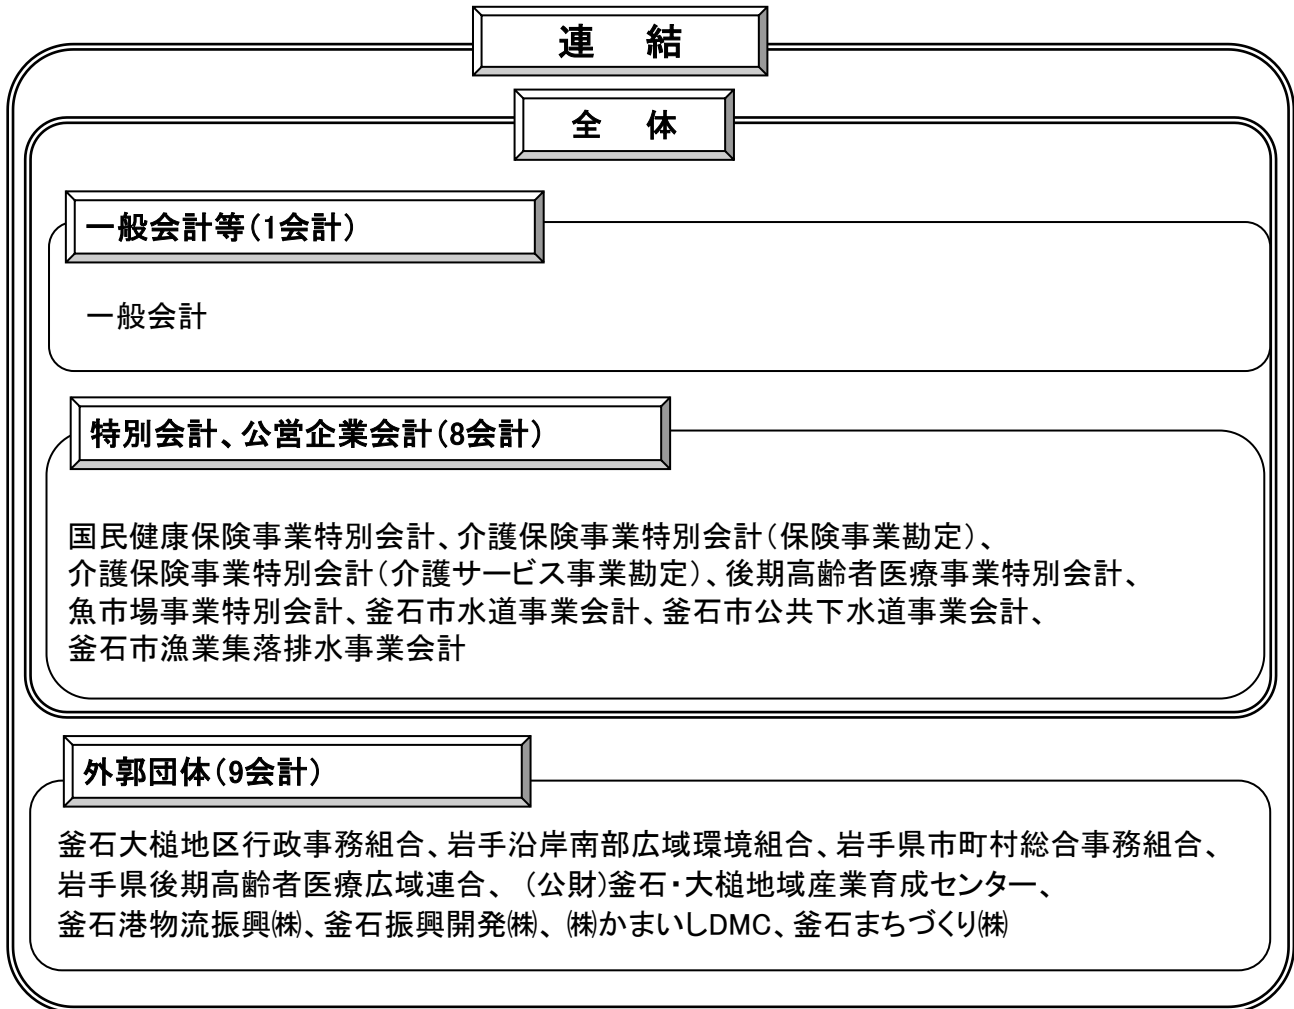 連　結
全　体
一般会計等(1会計)
一般会計
特別会計、公営企業会計(8会計)
国民健康保険事業特別会計、介護保険事業特別会計(保険事業勘定)、
介護保険事業特別会計(介護サービス事業勘定)、後期高齢者医療事業特別会計、
魚市場事業特別会計、釜石市水道事業会計、釜石市公共下水道事業会計、
釜石市漁業集落排水事業会計
外郭団体(9会計)
釜石大槌地区行政事務組合、岩手沿岸南部広域環境組合、岩手県市町村総合事務組合、
岩手県後期高齢者医療広域連合、(公財)釜石・大槌地域産業育成センター、
釜石港物流振興㈱、釜石振興開発㈱、㈱かまいしDMC、釜石まちづくり㈱